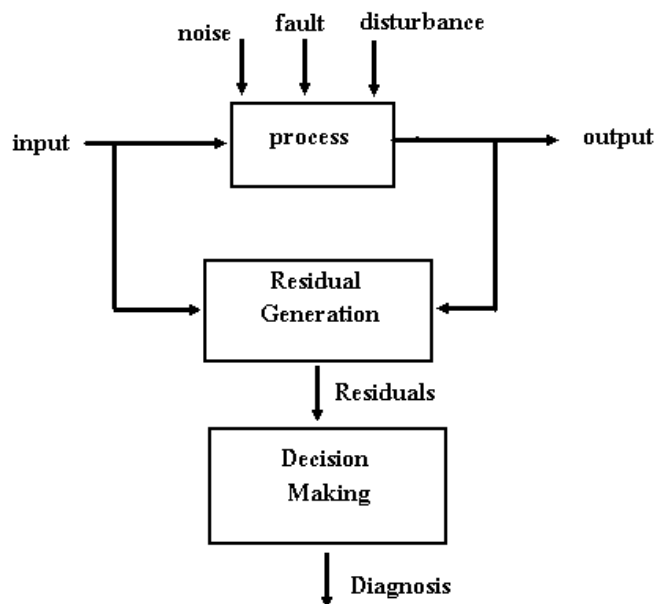 noise
fault
disturbance
input
process
output
Residual
Generation
Residuals
Decision
Making
Diagnosis